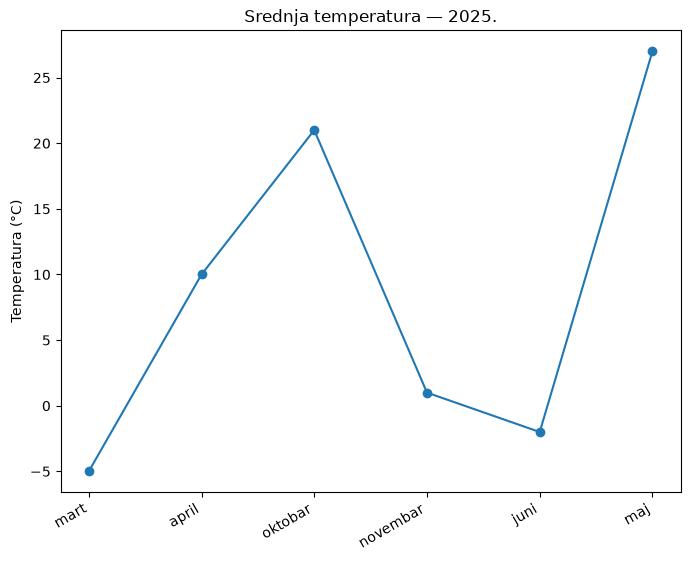 Srednja temperatura — 2025.
Temperatura (°C)
25
20
15
10
5
0
−5
mart
april
oktobar
novembar
juni
maj